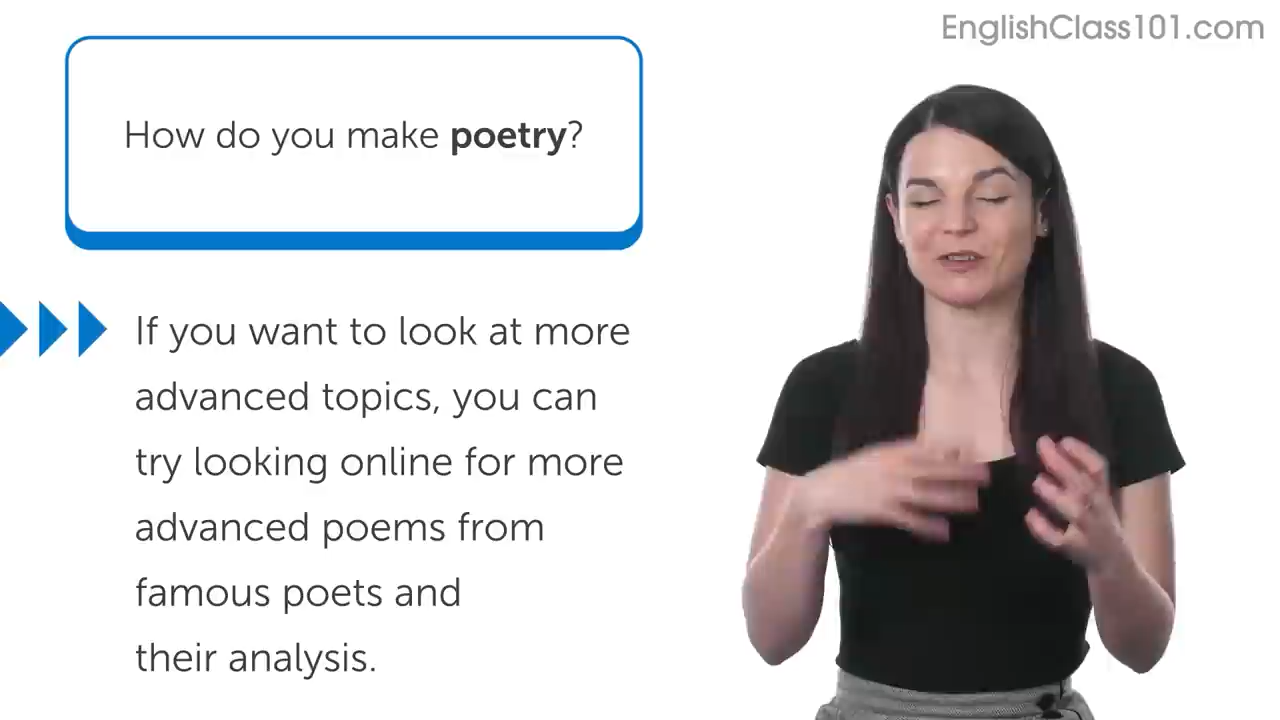 EnglishClass101.com
How do you make poetry?
If you want to look at more
advanced topics, you can
try looking online for more
advanced poems from
famous poets and
their analysis.